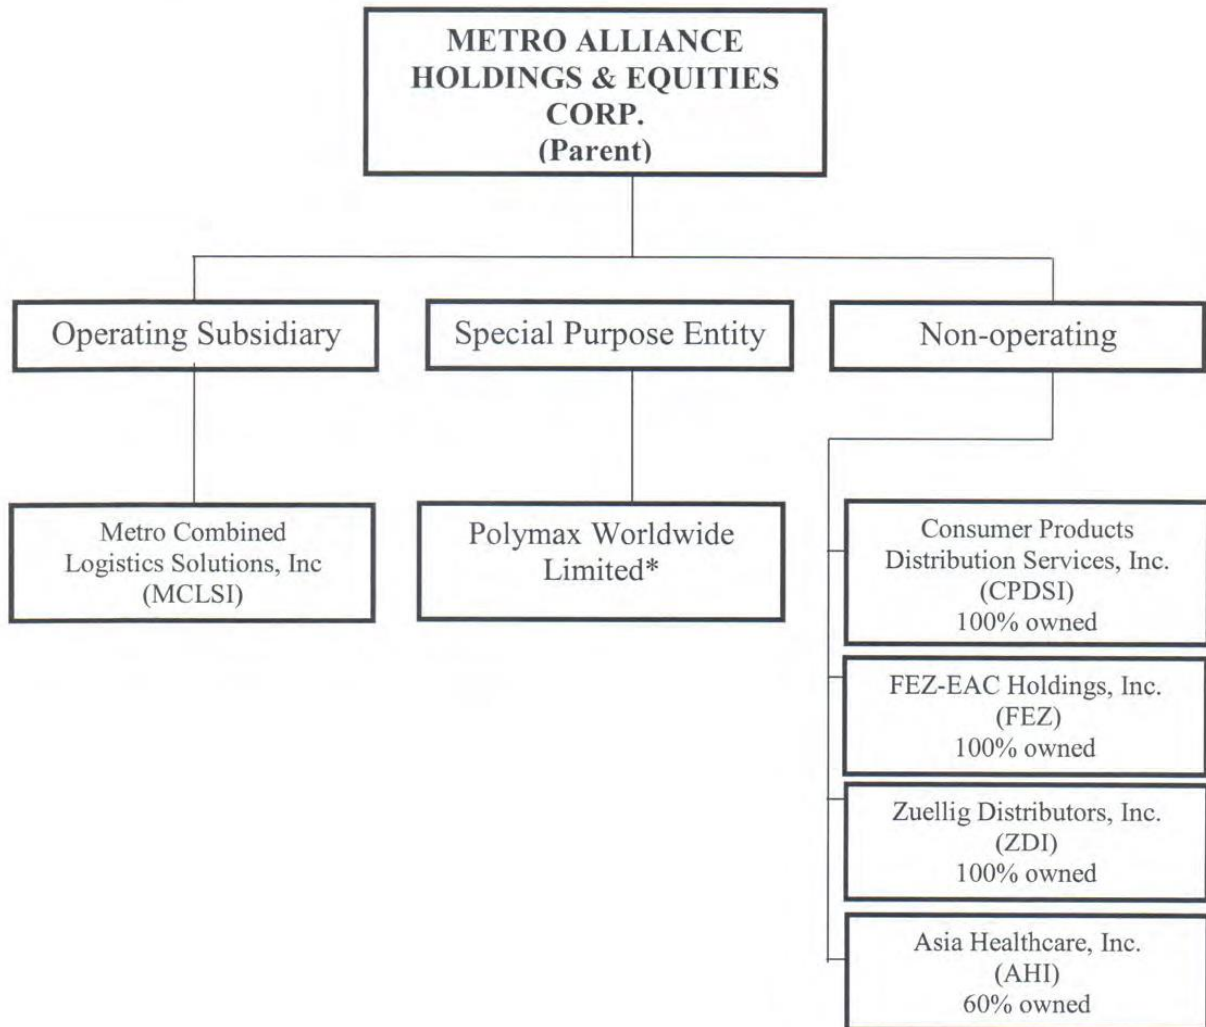 METRO ALLIANCE
HOLDINGS & EQUITIES
CORP.
(Parent)
Operating Subsidiary
Special Purpose Entity
Non-operating
Metro Combined
Logistics Solutions, Inc
(MCLSI)
Polymax Worldwide
Limited*
Consumer Products
Distribution Services, Inc.
(CPDSI)
100% owned
FEZ-EAC Holdings, Inc.
(FEZ)
100% owned
Zuellig Distributors, Inc.
(ZDI)
100% owned
Asia Healthcare, Inc.
(AHI)
60% owned